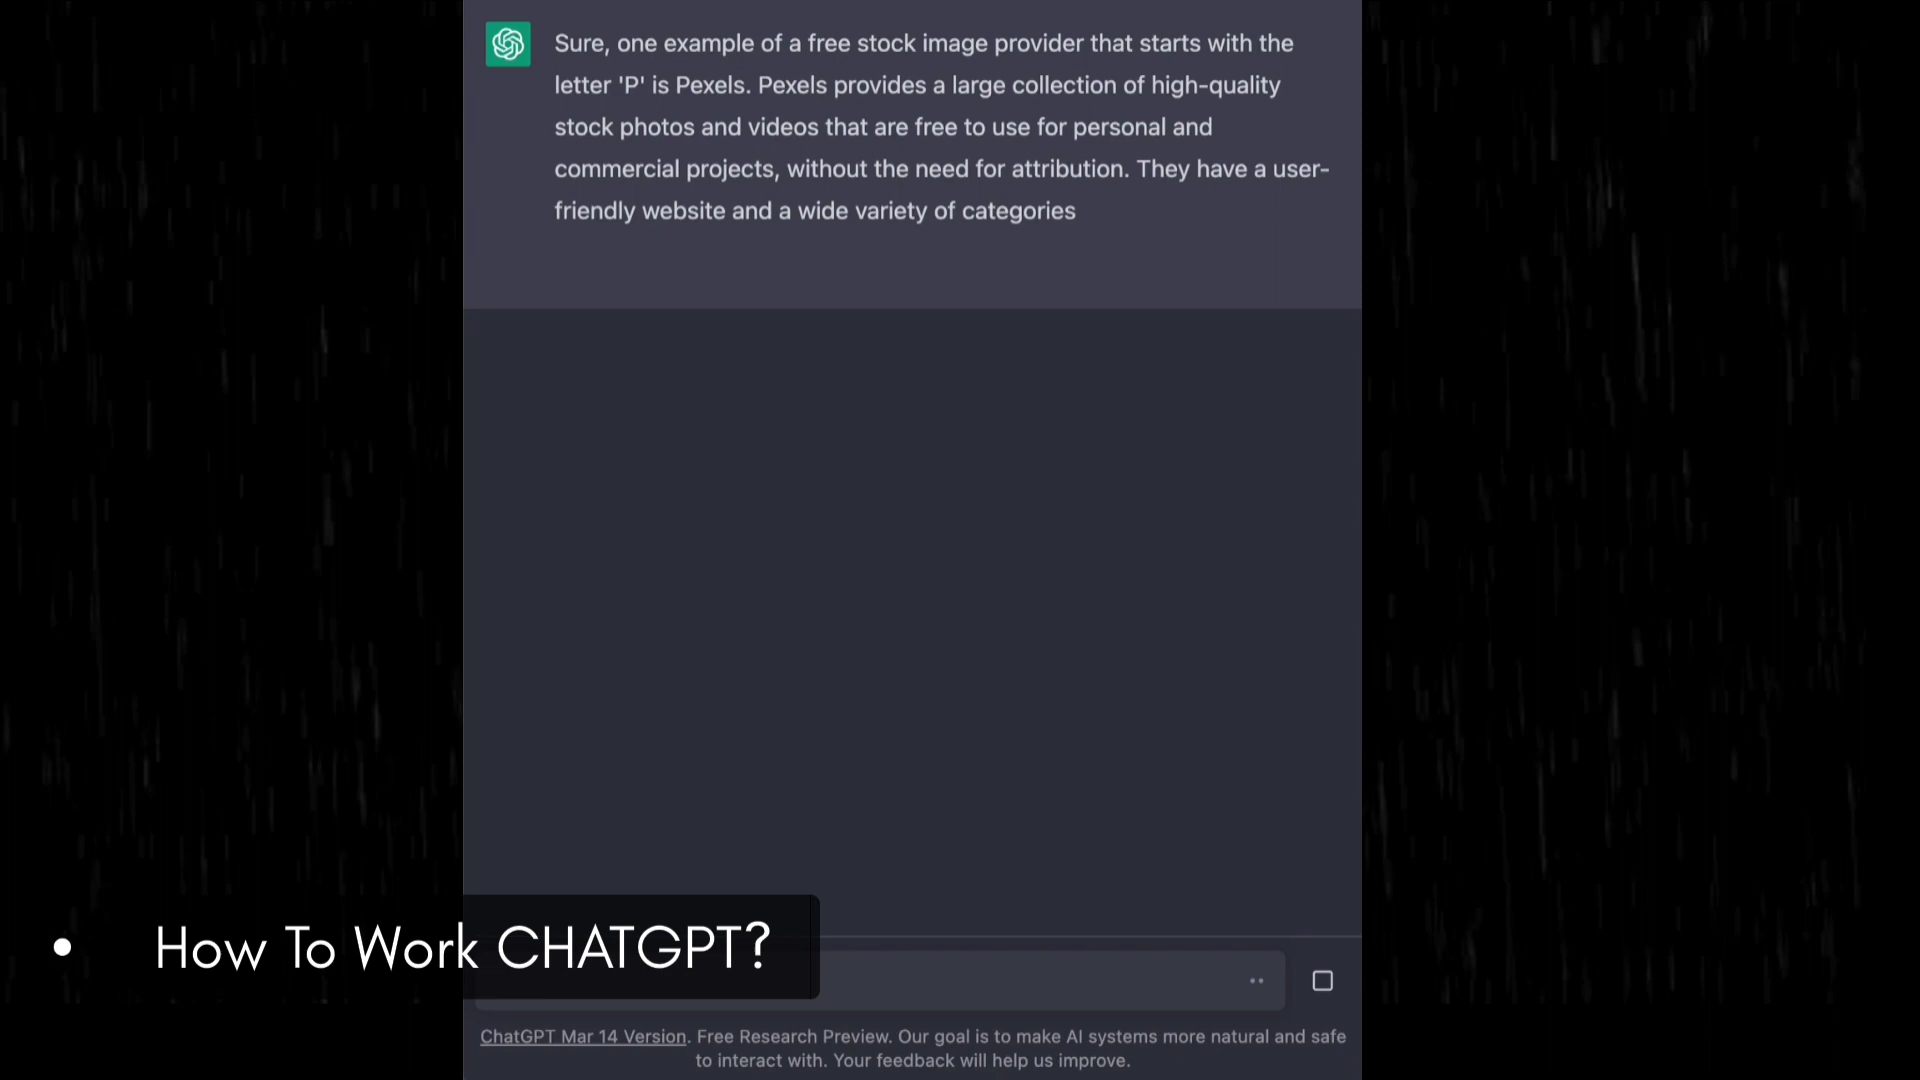 Sure, one example of a free stock image provider that starts with the
letter 'P' is Pexels. Pexels provides a large collection of high-quality
stock photos and videos that are free to use for personal and
commercial projects, without the need for attribution. They have a user-
friendly website and a wide variety of categories
• How To Work CHATGPT?
ChatGPT Mar 14 Version. Free Research Preview. Our goal is to make AI systems more natural and safe
to interact with. Your feedback will help us improve.